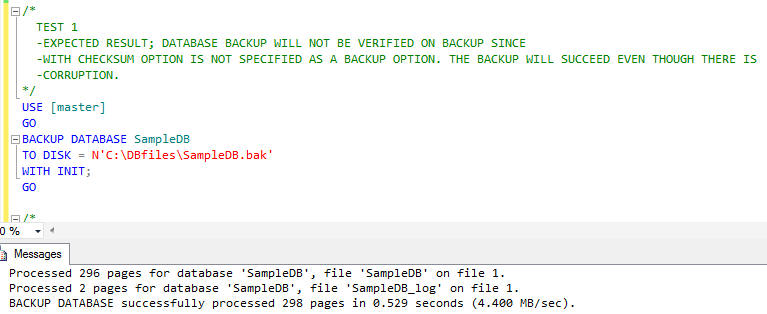 /*
TEST 1
-EXPECTED RESULT; DATABASE BACKUP WILL NOT BE VERIFIED ON BACKUP SINCE
-WITH CHECKSUM OPTION IS NOT SPECIFIED AS A BACKUP OPTION. THE BACKUP WILL SUCCEED EVEN THOUGH THERE IS
-CORRUPTION.
*/
USE [master]
GO
BACKUP DATABASE SampleDB
TO DISK = N'C:\DBfiles\SampleDB.bak'
WITH INIT;
GO
/*
0 %
Messages
Processed 296 pages for database 'SampleDB', file 'SampleDB' on file 1.
Processed 2 pages for database 'SampleDB', file 'SampleDB_log' on file 1.
BACKUP DATABASE successfully processed 298 pages in 0.529 seconds (4.400 MB/sec).